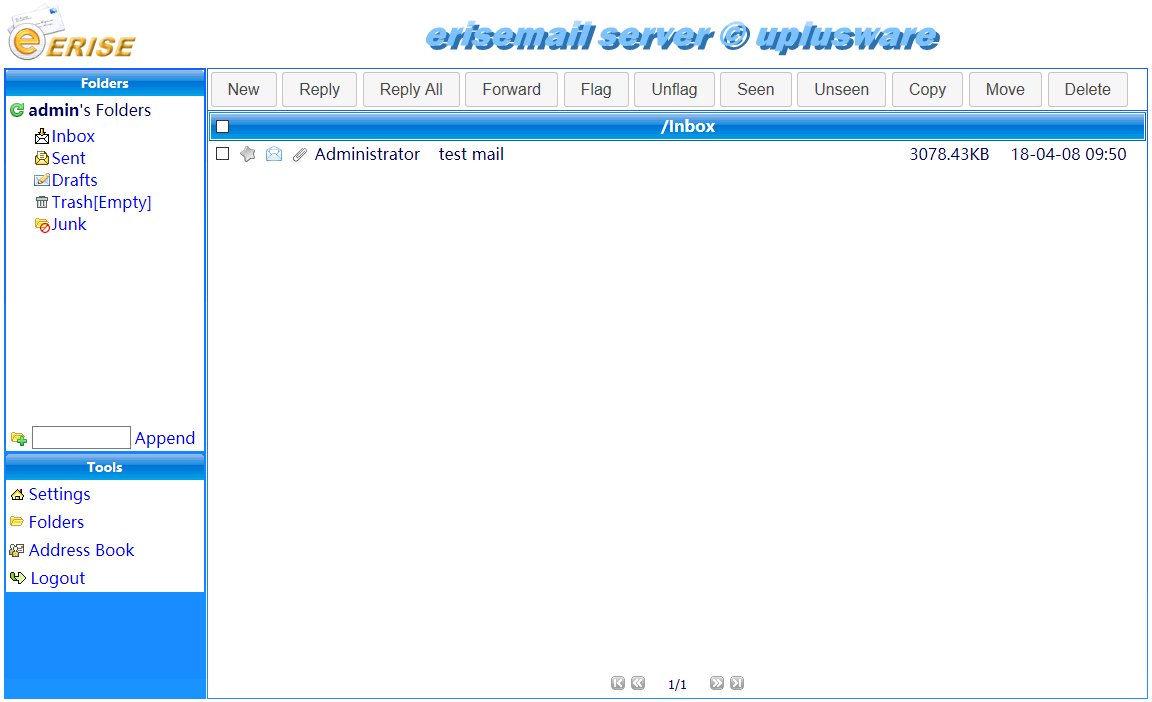 e ERISE
erisemail server © uplusware
Folders
admin's Folders
Inbox
Sent
Drafts
Trash[Empty]
Junk
Append
Tools
Settings
Folders
Address Book
Logout
New Reply Reply All Forward Flag Unflag Seen Unseen Copy Move Delete
/Inbox
Administrator test mail 3078.43KB 18-04-08 09:50
1/1